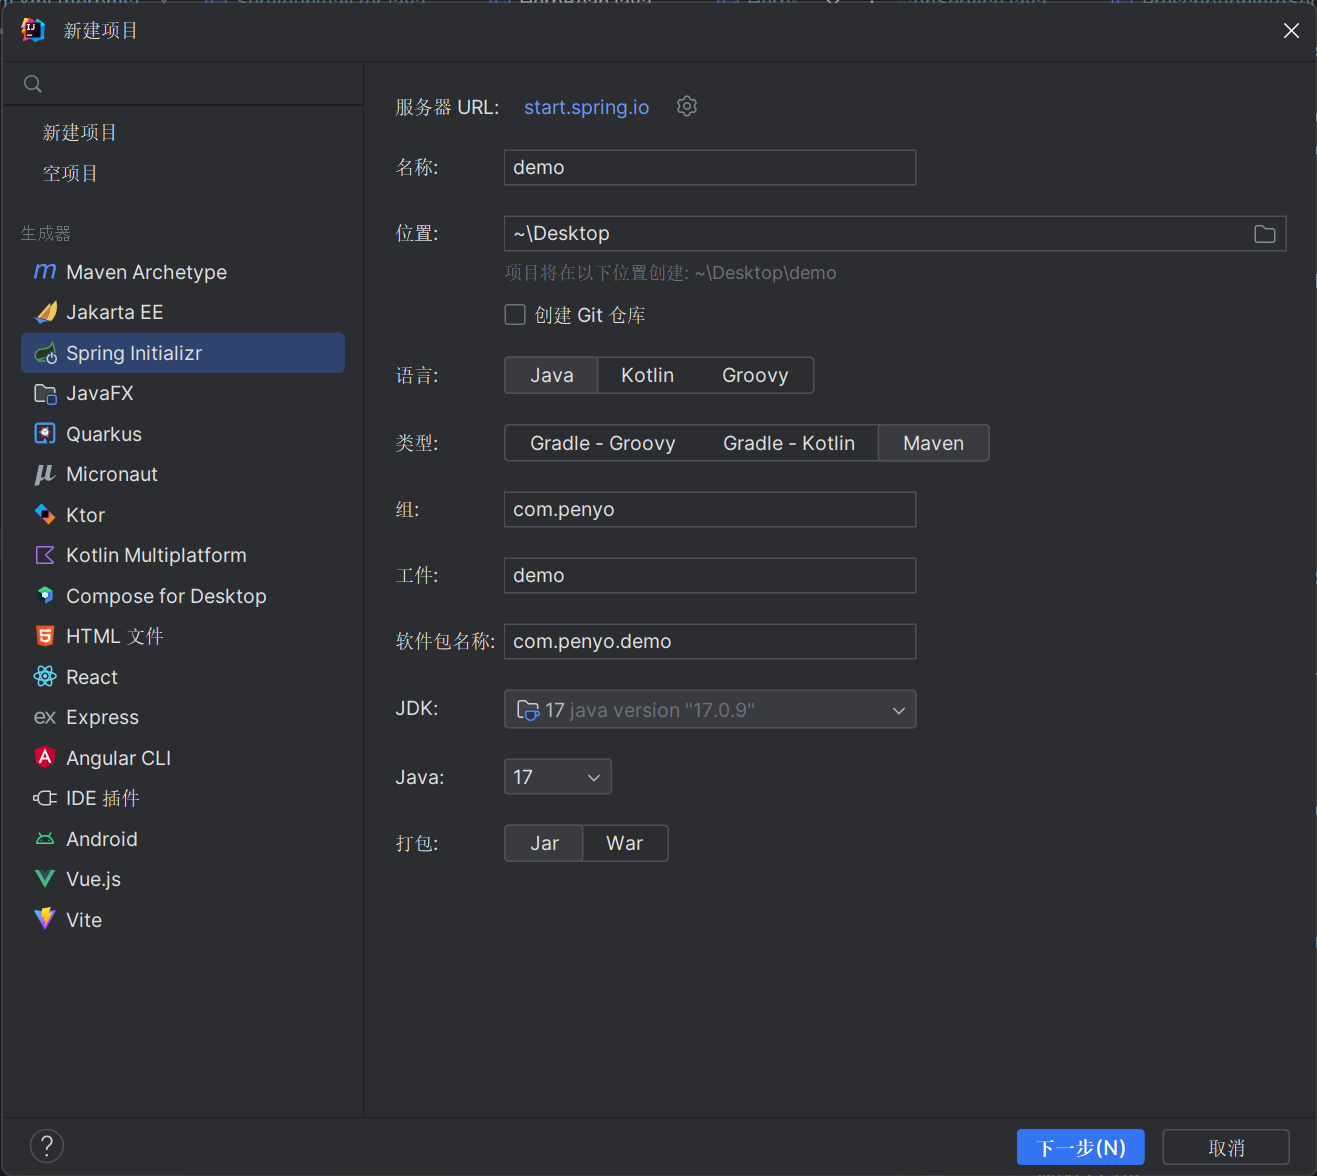 新建项目
新建项目
空项目
生成器
Maven Archetype
Jakarta EE
Spring Initializr
JavaFX
Quarkus
Micronaut
Ktor
Kotlin Multiplatform
Compose for Desktop
HTML 文件
React
Express
Angular CLI
IDE 插件
Android
Vue.js
Vite
服务器 URL: start.spring.io
名称: demo
位置: ~\Desktop
项目将在以下位置创建: ~\Desktop\demo
创建 Git 仓库
语言: Java Kotlin Groovy
类型: Gradle - Groovy Gradle - Kotlin Maven
组: com.penyo
工件: demo
软件包名称: com.penyo.demo
JDK: 17 java version "17.0.9"
Java: 17
打包: Jar War
? 下一步(N) 取消